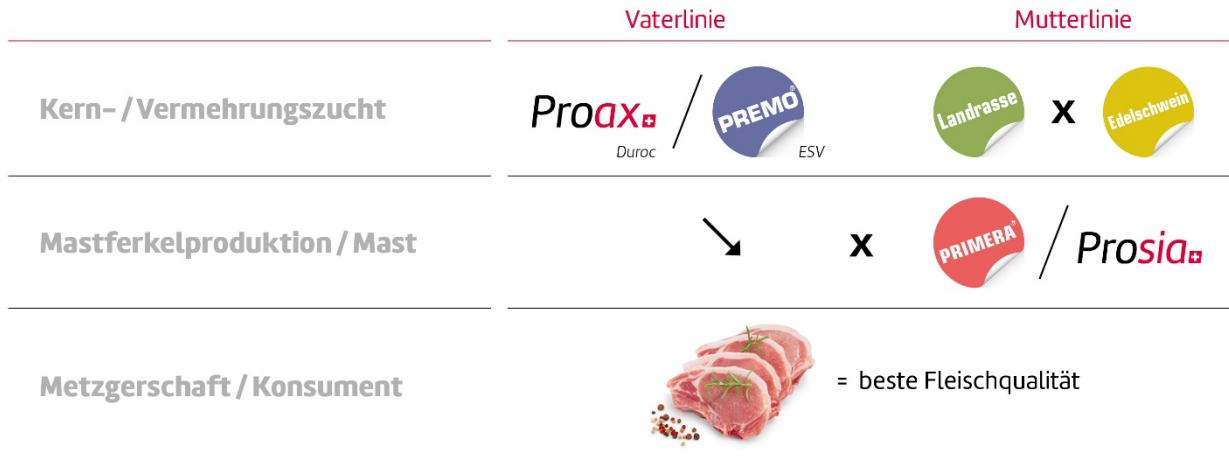 Vaterlinie Mutterlinie
Kern- / Vermehrungszucht Proax / PREMO® Landrasse X Edelschwein
Duroc ESV
Mastferkelproduktion / Mast X PRIMERA® / Prosia
Metzgerschaft / Konsument = beste Fleischqualität